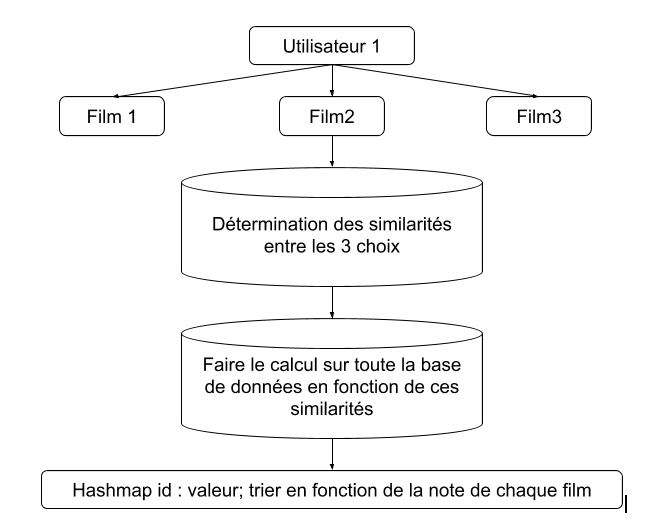 Utilisateur 1
Film 1
Film2
Film3
Détermination des similarités
entre les 3 choix
Faire le calcul sur toute la base
de données en fonction de ces
similarités
Hashmap id : valeur; trier en fonction de la note de chaque film